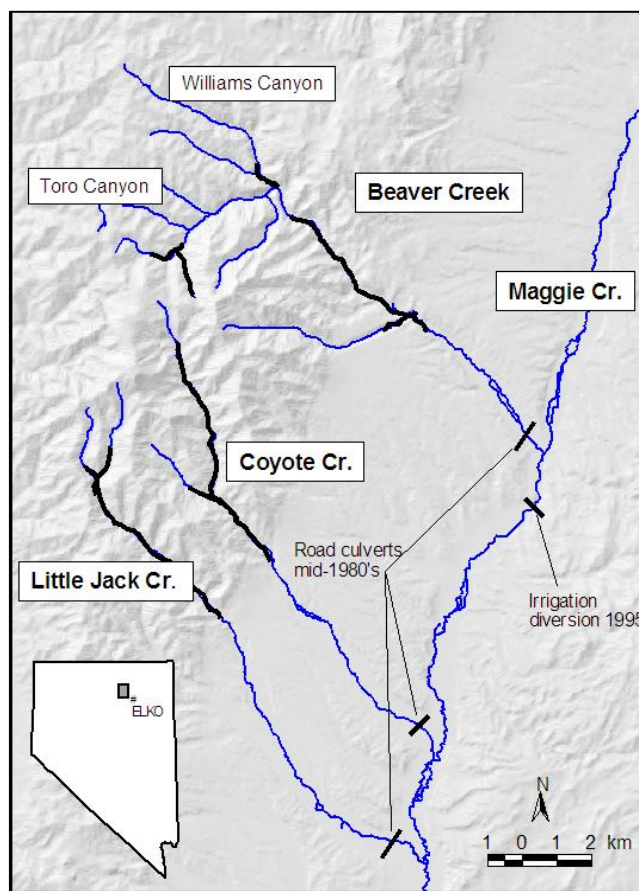 Williams Canyon
Toro Canyon
Beaver Creek
Maggie Cr.
Coyote Cr.
Road culverts
mid-1980's
Irrigation
diversion 1995
Little Jack Cr.
#
ELKO
N
1 0 1 2 km